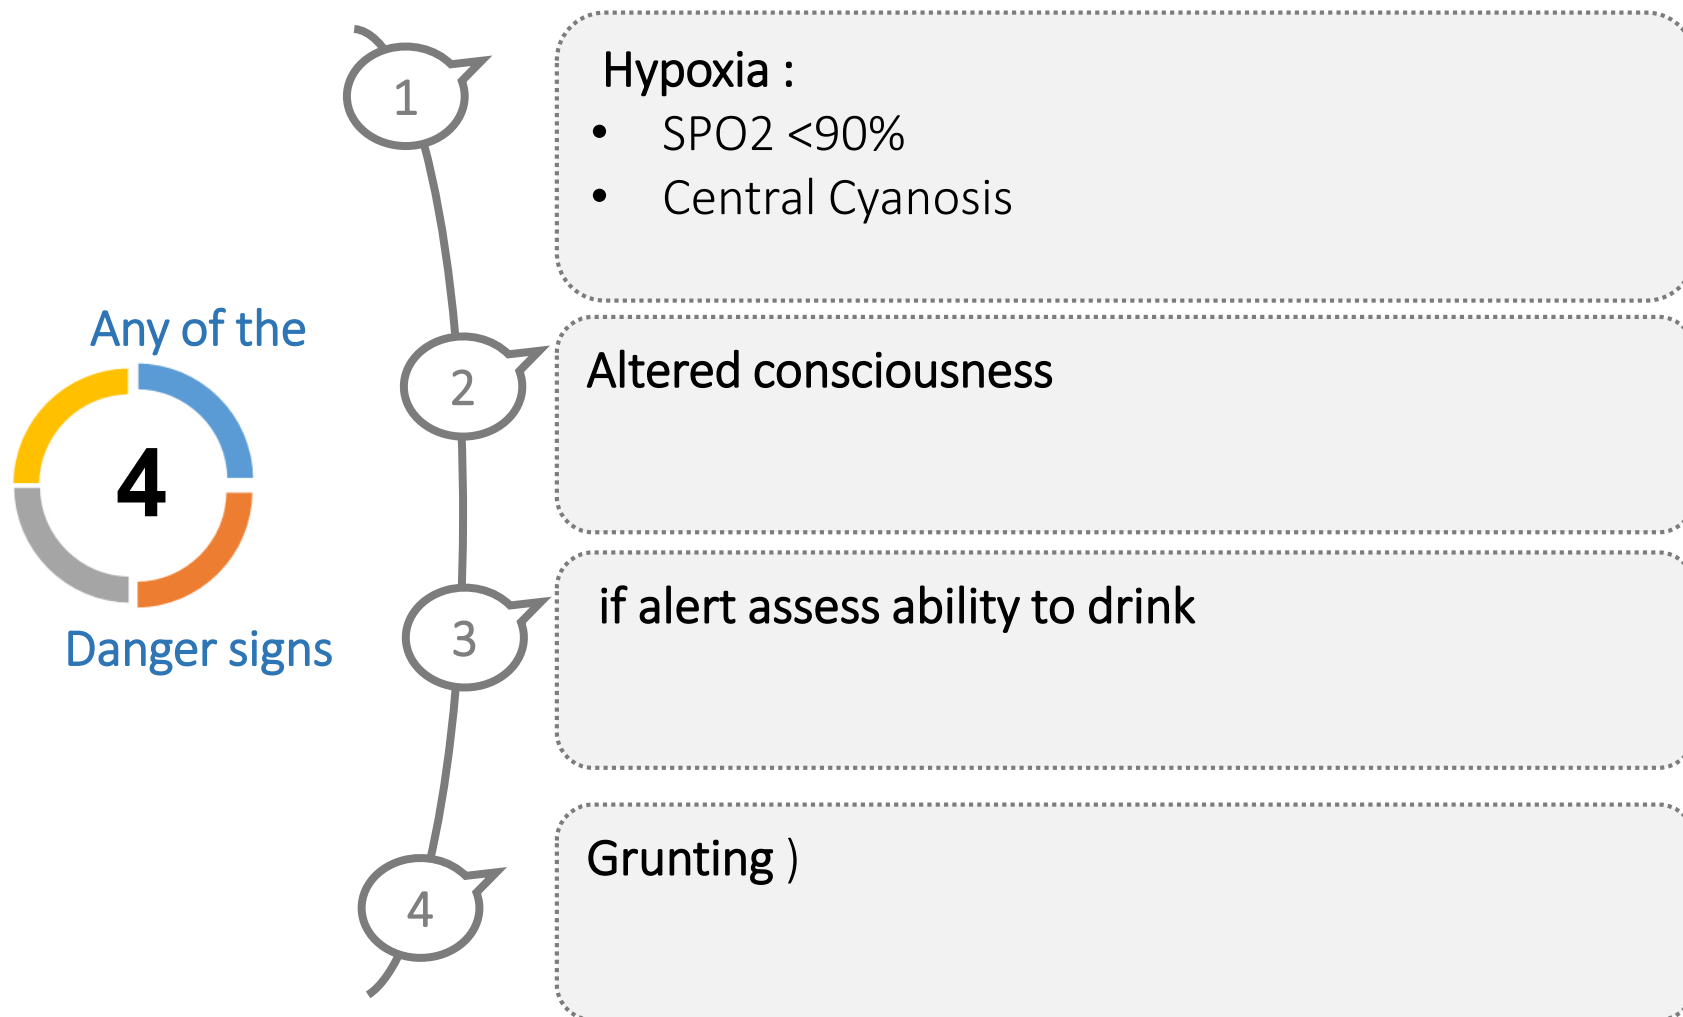 Any of the
4
Danger signs
1
Hypoxia :
• SPO2 <90%
• Central Cyanosis
2
Altered consciousness
3
if alert assess ability to drink
4
Grunting )